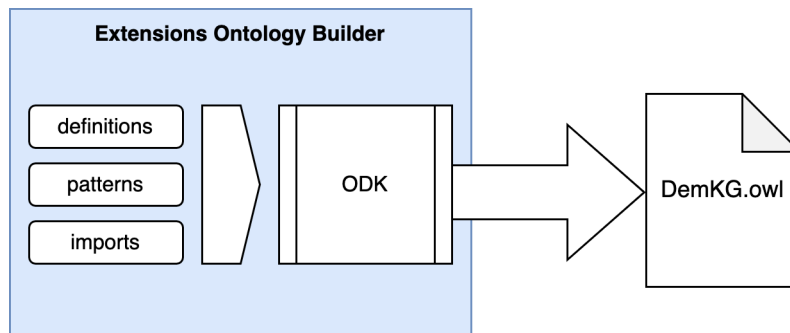 Extensions Ontology Builder
definitions
patterns
imports
ODK
DemKG.owl